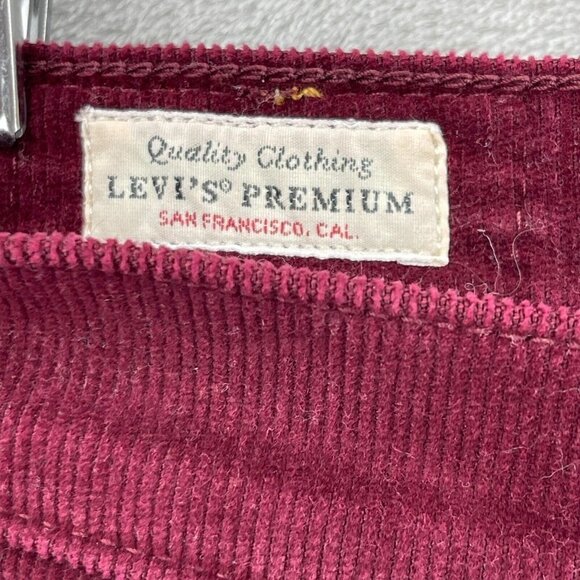 Quality Clothing
LEVI'S® PREMIUM
SAN FRANCISCO, CAL.